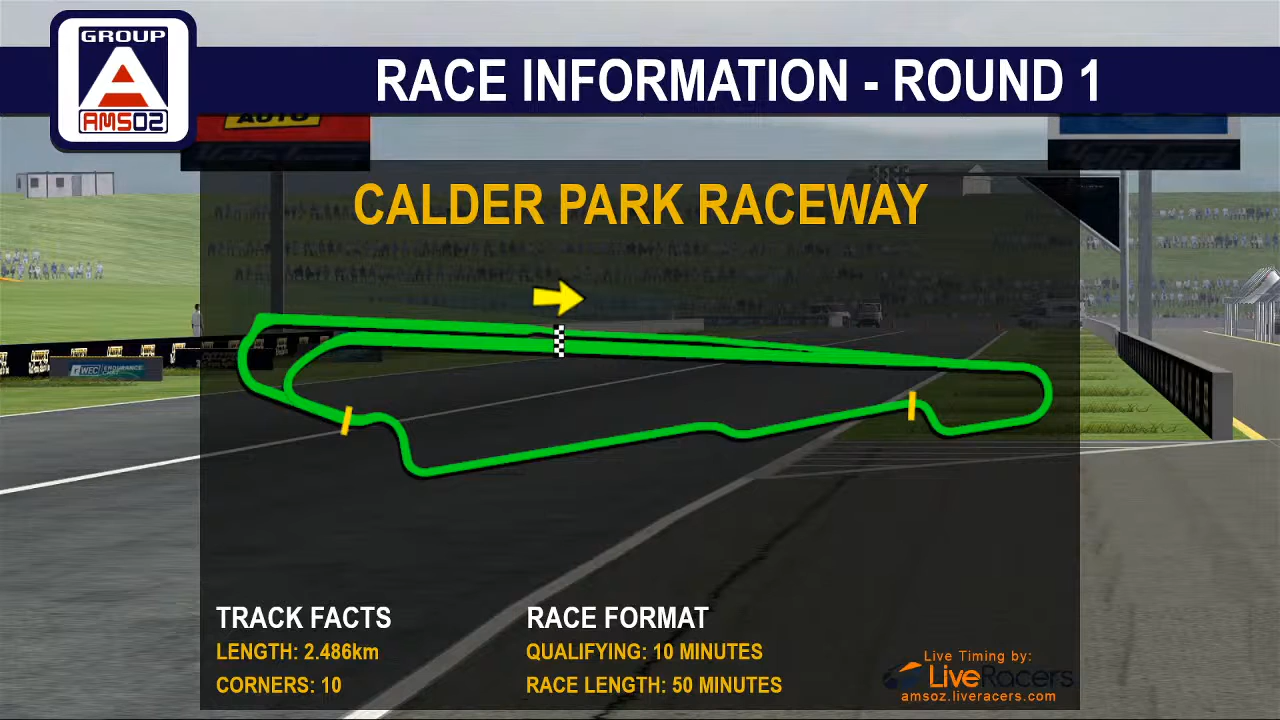 GROUP
A
AMSOZ
RACE INFORMATION - ROUND 1
AUTO
CALDER PARK RACEWAY
WEC ENDURANCE
TRACK FACTS
LENGTH: 2.486km
CORNERS: 10
RACE FORMAT
QUALIFYING: 10 MINUTES
RACE LENGTH: 50 MINUTES
Live Timing by:
LiveRacers
amsoz.liveracers.com